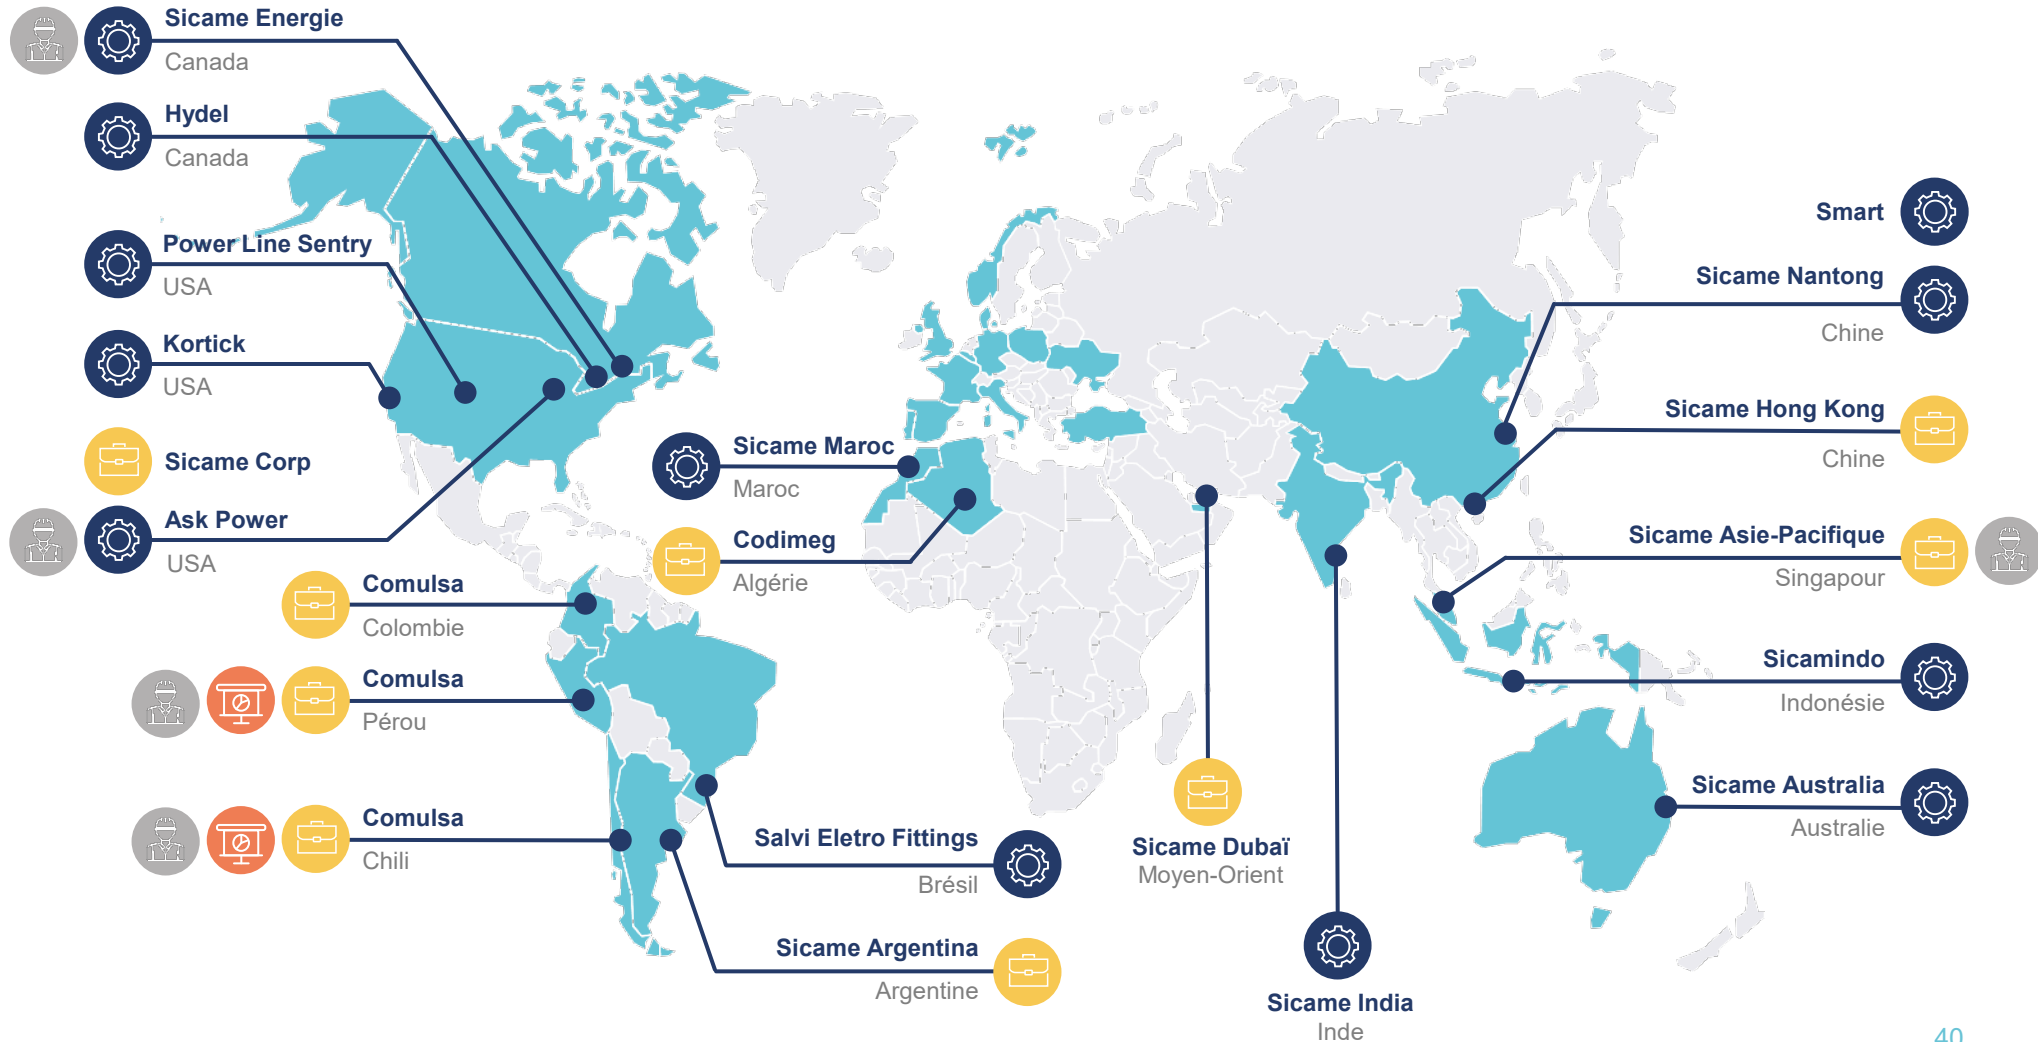 Sicame Energie
Canada
Hydel
Canada
Power Line Sentry
USA
Kortick
USA
Sicame Corp
Ask Power
USA
Comulsa
Colombie
Comulsa
Pérou
Comulsa
Chili
Sicame Maroc
Maroc
Codimeg
Algérie
Salvi Eletro Fittings
Brésil
Sicame Argentina
Argentine
Sicame Dubaï
Moyen-Orient
Sicame India
Inde
Smart
Sicame Nantong
Chine
Sicame Hong Kong
Chine
Sicame Asie-Pacifique
Singapour
Sicamindo
Indonésie
Sicame Australia
Australie
40